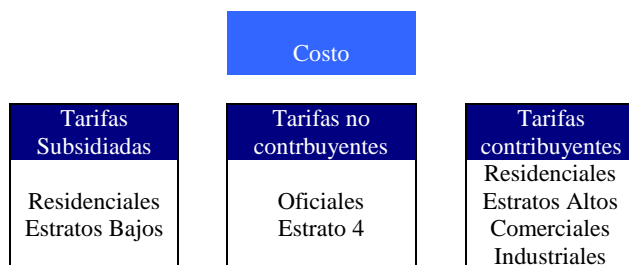 Costo
Tarifas
Subsidiadas
Residenciales
Estratos Bajos
Tarifas no
contrbuyentes
Oficiales
Estrato 4
Tarifas
contribuyentes
Residenciales
Estratos Altos
Comerciales
Industriales